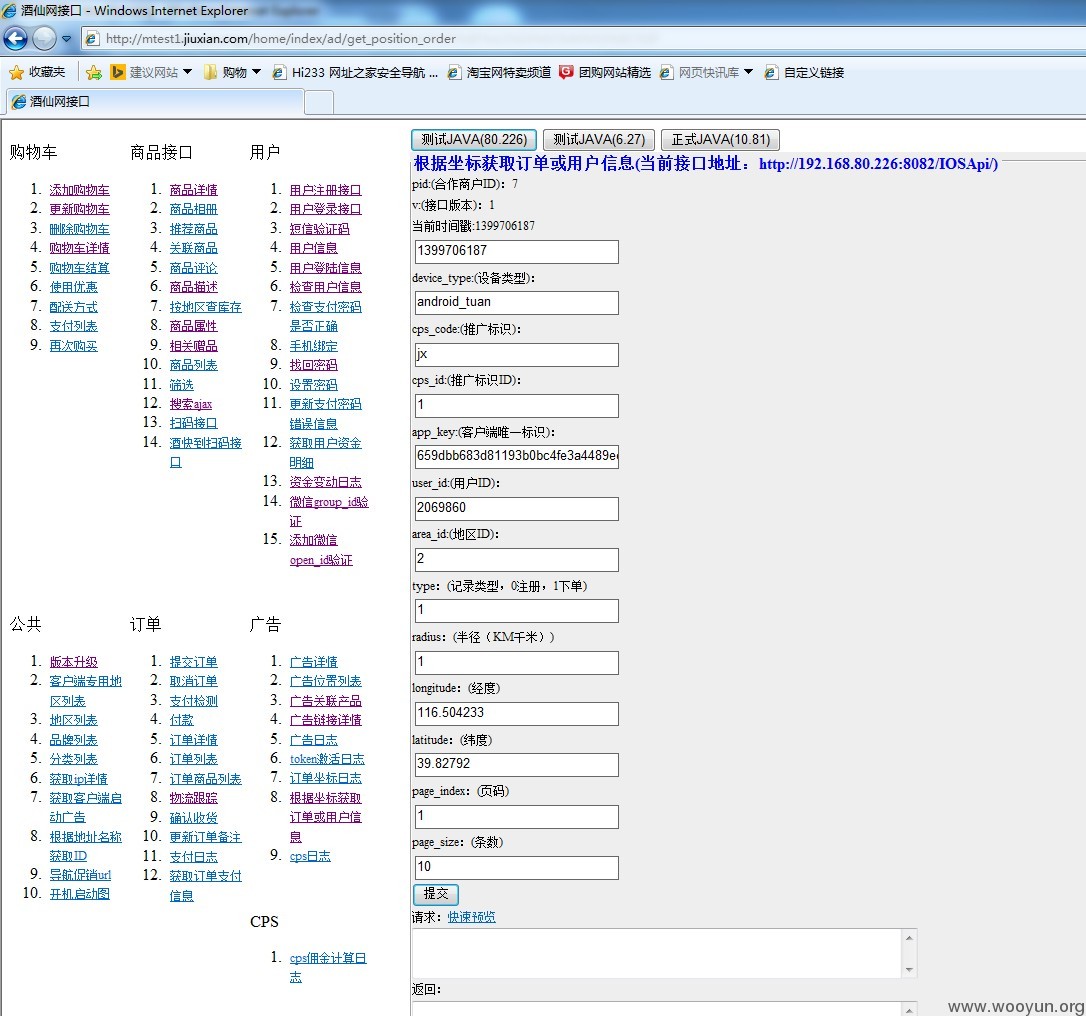 酒仙网接口 - Windows Internet Explorer
http://mtest1.jiuxian.com/home/index/ad/get_position_order
收藏夹 建议网站 购物 Hi233 网址之家安全导航 ... 淘宝网特卖频道 团购网站精选 网页快讯库 自定义链接
酒仙网接口
购物车
1. 添加购物车
2. 更新购物车
3. 删除购物车
4. 购物车详情
5. 购物车结算
6. 使用优惠
7. 配送方式
8. 支付列表
9. 再次购买
商品接口
1. 商品详情
2. 商品相册
3. 推荐商品
4. 关联商品
5. 商品评论
6. 商品描述
7. 按地区查库存
8. 商品属性
9. 相关赠品
10. 商品列表
11. 筛选
12. 搜索ajax
13. 扫码接口
14. 酒快到扫码接
口
用户
1. 用户注册接口
2. 用户登录接口
3. 短信验证码
4. 用户信息
5. 用户登陆信息
6. 检查用户信息
7. 检查支付密码
是否正确
8. 手机绑定
9. 找回密码
10. 设置密码
11. 更新支付密码
错误信息
12. 获取用户资金
明细
13. 资金变动日志
14. 微信group_id验
证
15. 添加微信
open_id验证
公共
1. 版本升级
2. 客户端专用地
区列表
3. 地区列表
4. 品牌列表
5. 分类列表
6. 获取ip详情
7. 获取客户端启
动广告
8. 根据地址名称
获取ID
9. 导航促销url
10. 开机启动图
订单
1. 提交订单
2. 取消订单
3. 支付检测
4. 付款
5. 订单详情
6. 订单列表
7. 订单商品列表
8. 物流跟踪
9. 确认收货
10. 更新订单备注
11. 支付日志
12. 获取订单支付
信息
广告
1. 广告详情
2. 广告位置列表
3. 广告关联产品
4. 广告链接详情
5. 广告日志
6. token激活日志
7. 订单坐标日志
8. 根据坐标获取
订单或用户信
息
9. cps日志
CPS
1. cps佣金计算日
志
测试JAVA(80.226) 测试JAVA(6.27) 正式JAVA(10.81)
根据坐标获取订单或用户信息(当前接口地址：http://192.168.80.226:8082/IOSApi/)
pid:(合作商户ID)：7
v:(接口版本)：1
当前时间戳:1399706187
1399706187
device_type:(设备类型)：
android_tuan
cps_code:(推广标识)：
jx
cps_id:(推广标识ID)：
1
app_key:(客户端唯一标识)：
659dbb683d81193b0bc4fe3a4489e
user_id:(用户ID)：
2069860
area_id:(地区ID)：
2
type：(记录类型，0注册，1下单)
1
radius：(半径（KM千米）)
1
longitude：(经度)
116.504233
latitude：(纬度)
39.82792
page_index：(页码)
1
page_size：(条数)
10
提交
请求：快速预览
返回：
www.wooyun.org